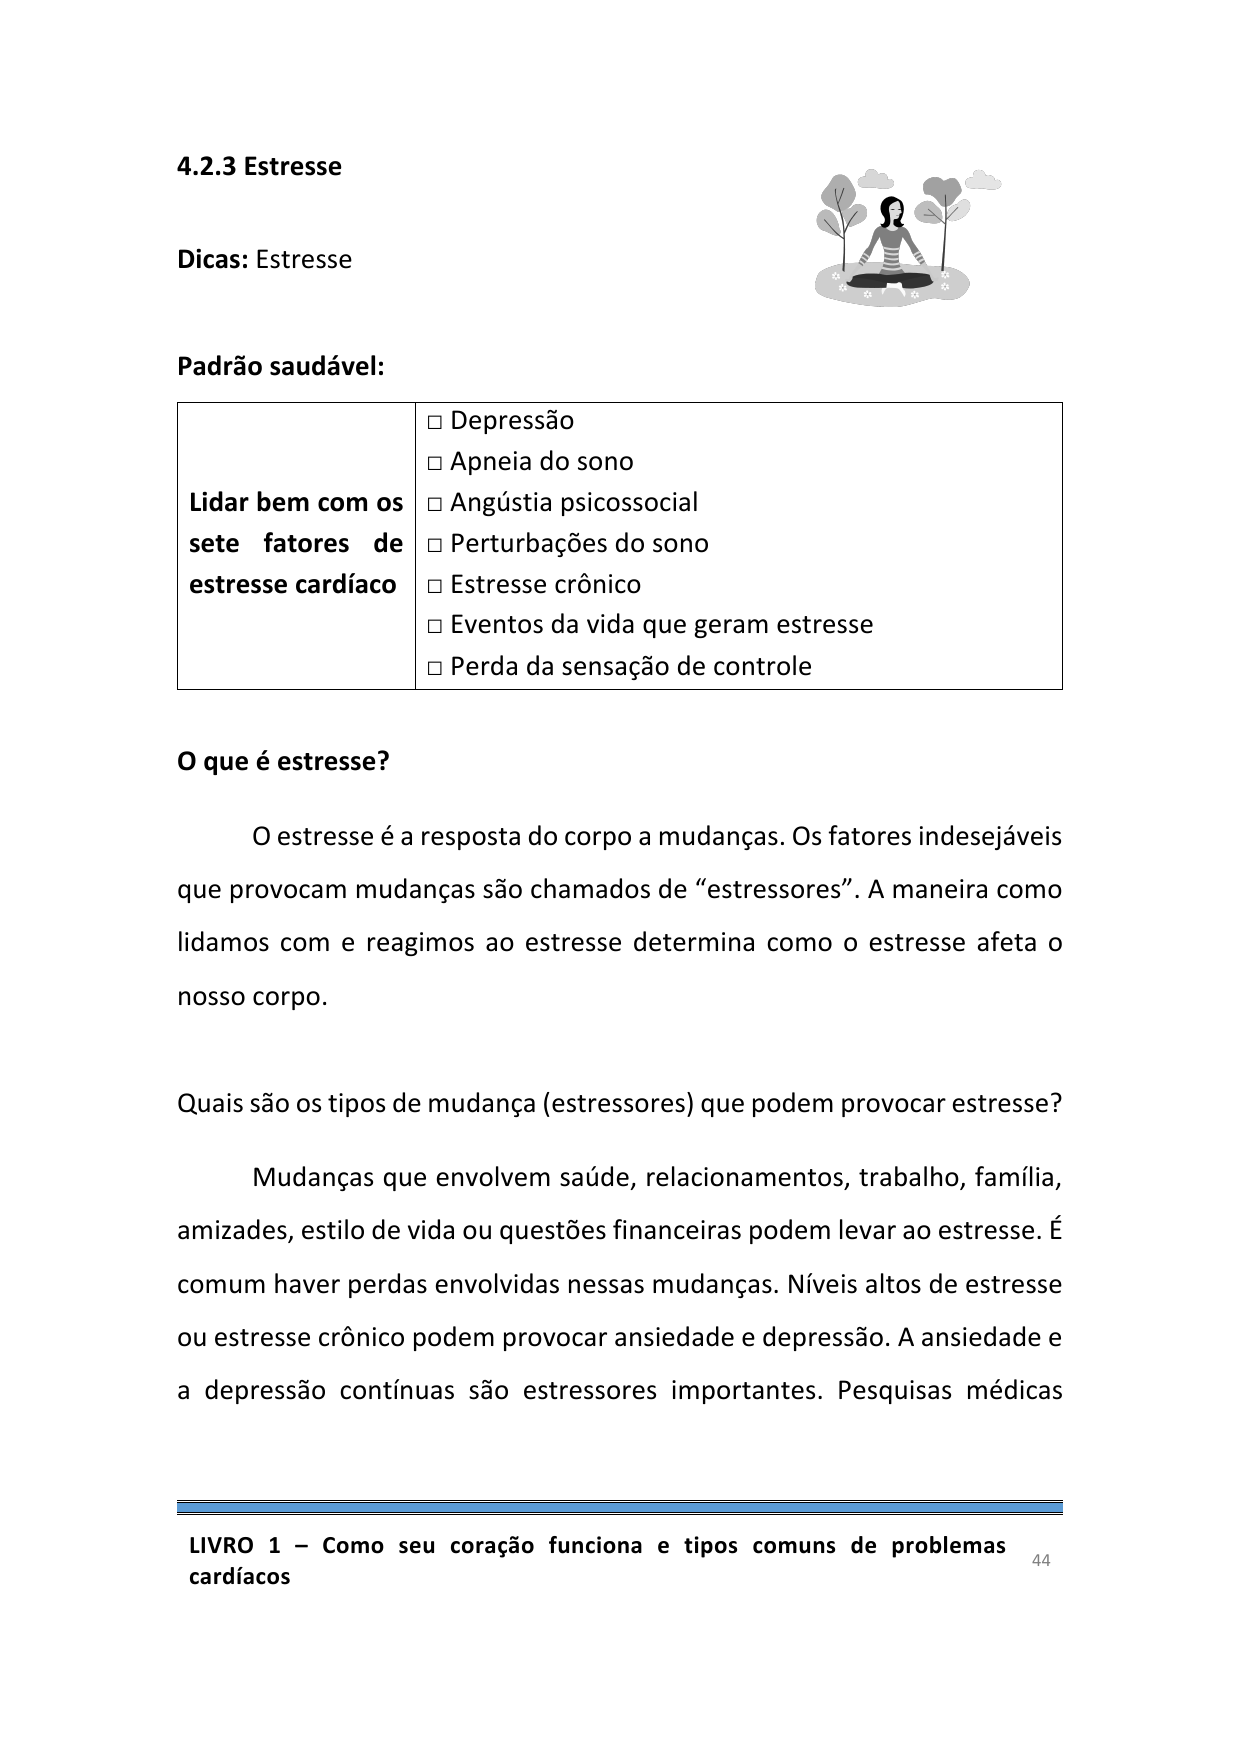 4.2.3 Estresse
Dicas: Estresse
Padrão saudável:
Lidar bem com os
sete fatores de
estresse cardíaco
□ Depressão
□ Apneia do sono
□ Angústia psicossocial
□ Perturbações do sono
□ Estresse crônico
□ Eventos da vida que geram estresse
□ Perda da sensação de controle
O que é estresse?
O estresse é a resposta do corpo a mudanças. Os fatores indesejáveis
que provocam mudanças são chamados de “estressores”. A maneira como
lidamos com e reagimos ao estresse determina como o estresse afeta o
nosso corpo.
Quais são os tipos de mudança (estressores) que podem provocar estresse?
Mudanças que envolvem saúde, relacionamentos, trabalho, família,
amizades, estilo de vida ou questões financeiras podem levar ao estresse. É
comum haver perdas envolvidas nessas mudanças. Níveis altos de estresse
ou estresse crônico podem provocar ansiedade e depressão. A ansiedade e
a depressão contínuas são estressores importantes. Pesquisas médicas
LIVRO 1 – Como seu coração funciona e tipos comuns de problemas
cardíacos
44